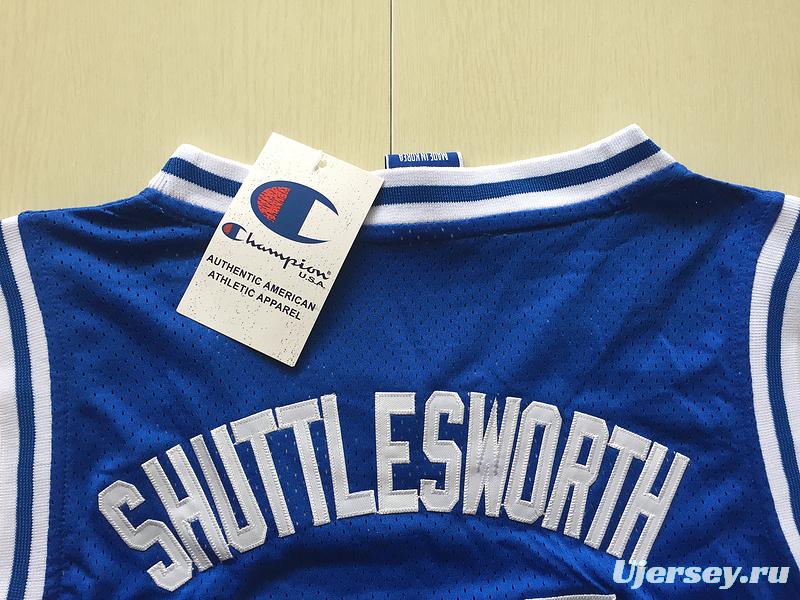 MADE IN KOREA
Champion®
U.S.A.
AUTHENTIC AMERICAN
ATHLETIC APPAREL
SHUTTLESWORTH
Ujersey.ru